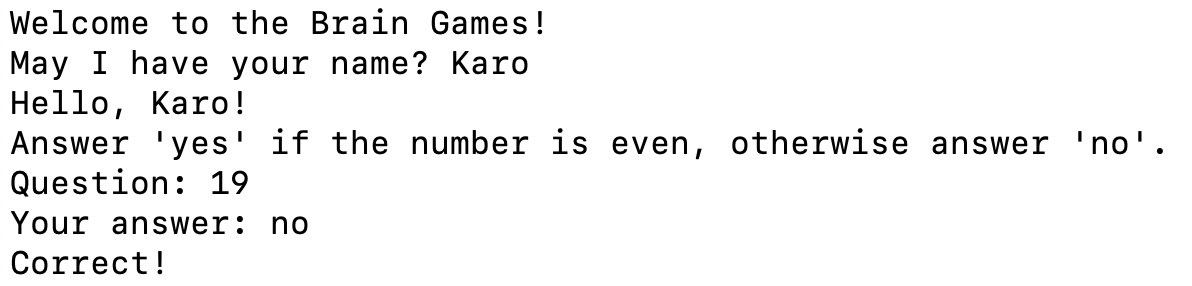 Welcome to the Brain Games!
May I have your name? Karo
Hello, Karo!
Answer 'yes' if the number is even, otherwise answer 'no'.
Question: 19
Your answer: no
Correct!